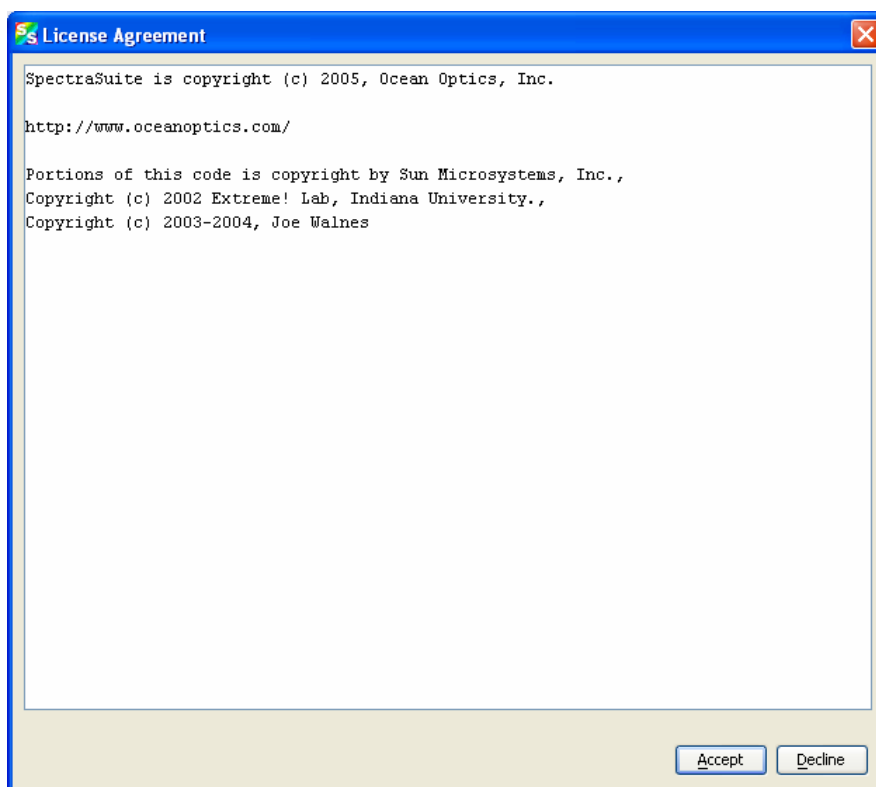 SS License Agreement
SpectraSuite is copyright (c) 2005, Ocean Optics, Inc.
http://www.oceanoptics.com/
Portions of this code is copyright by Sun Microsystems, Inc.,
Copyright (c) 2002 Extreme! Lab, Indiana University.,
Copyright (c) 2003-2004, Joe Walnes
Accept Decline